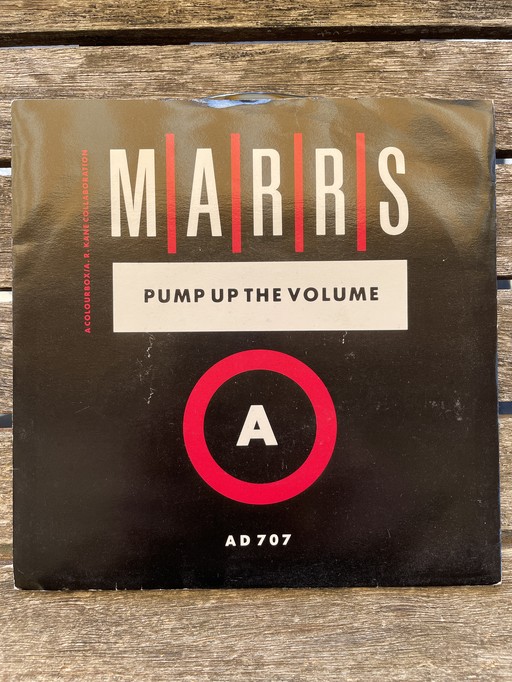 M|A|R|R|S
A COLOURBOX/A. R. KANE COLLABORATION
PUMP UP THE VOLUME
A
AD 707